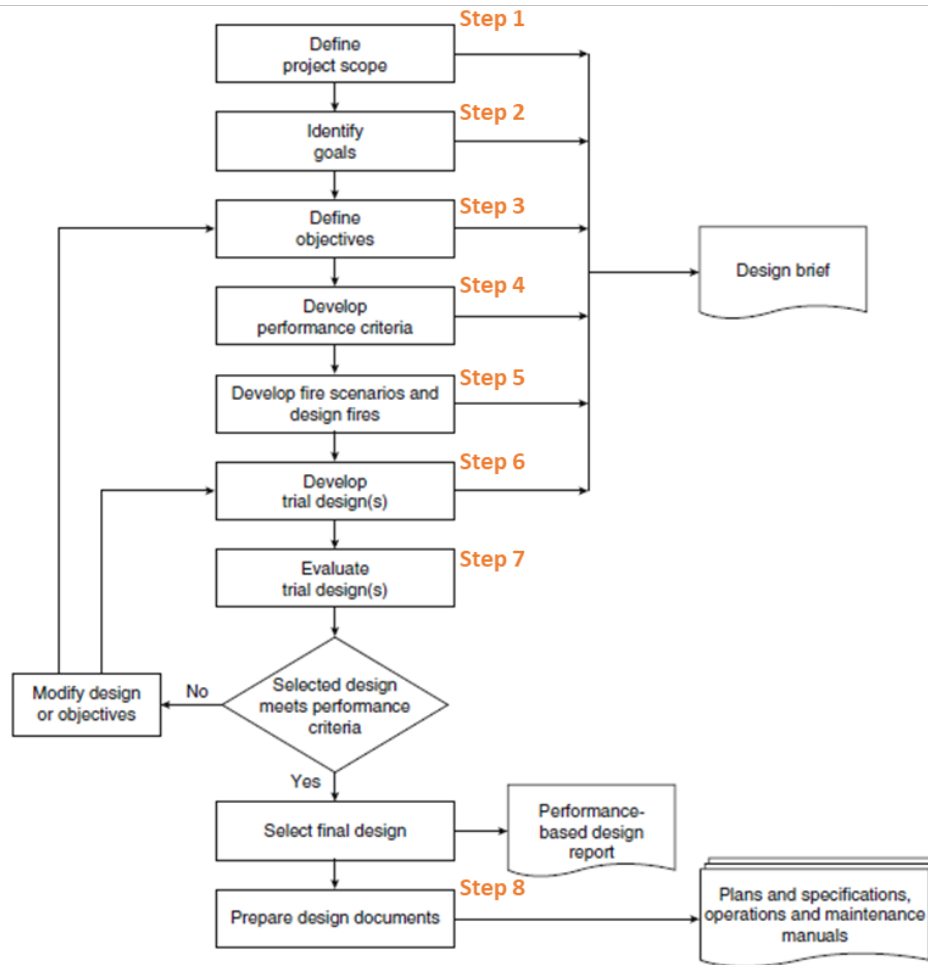 Step 1
Define
project scope
Step 2
Identify
goals
Step 3
Define
objectives
Design brief
Step 4
Develop
performance criteria
Step 5
Develop fire scenarios and
design fires
Step 6
Develop
trial design(s)
Step 7
Evaluate
trial design(s)
Selected design
meets performance
criteria
No
Modify design
or objectives
Yes
Select final design
Performance-
based design
report
Step 8
Prepare design documents
Plans and specifications,
operations and maintenance
manuals